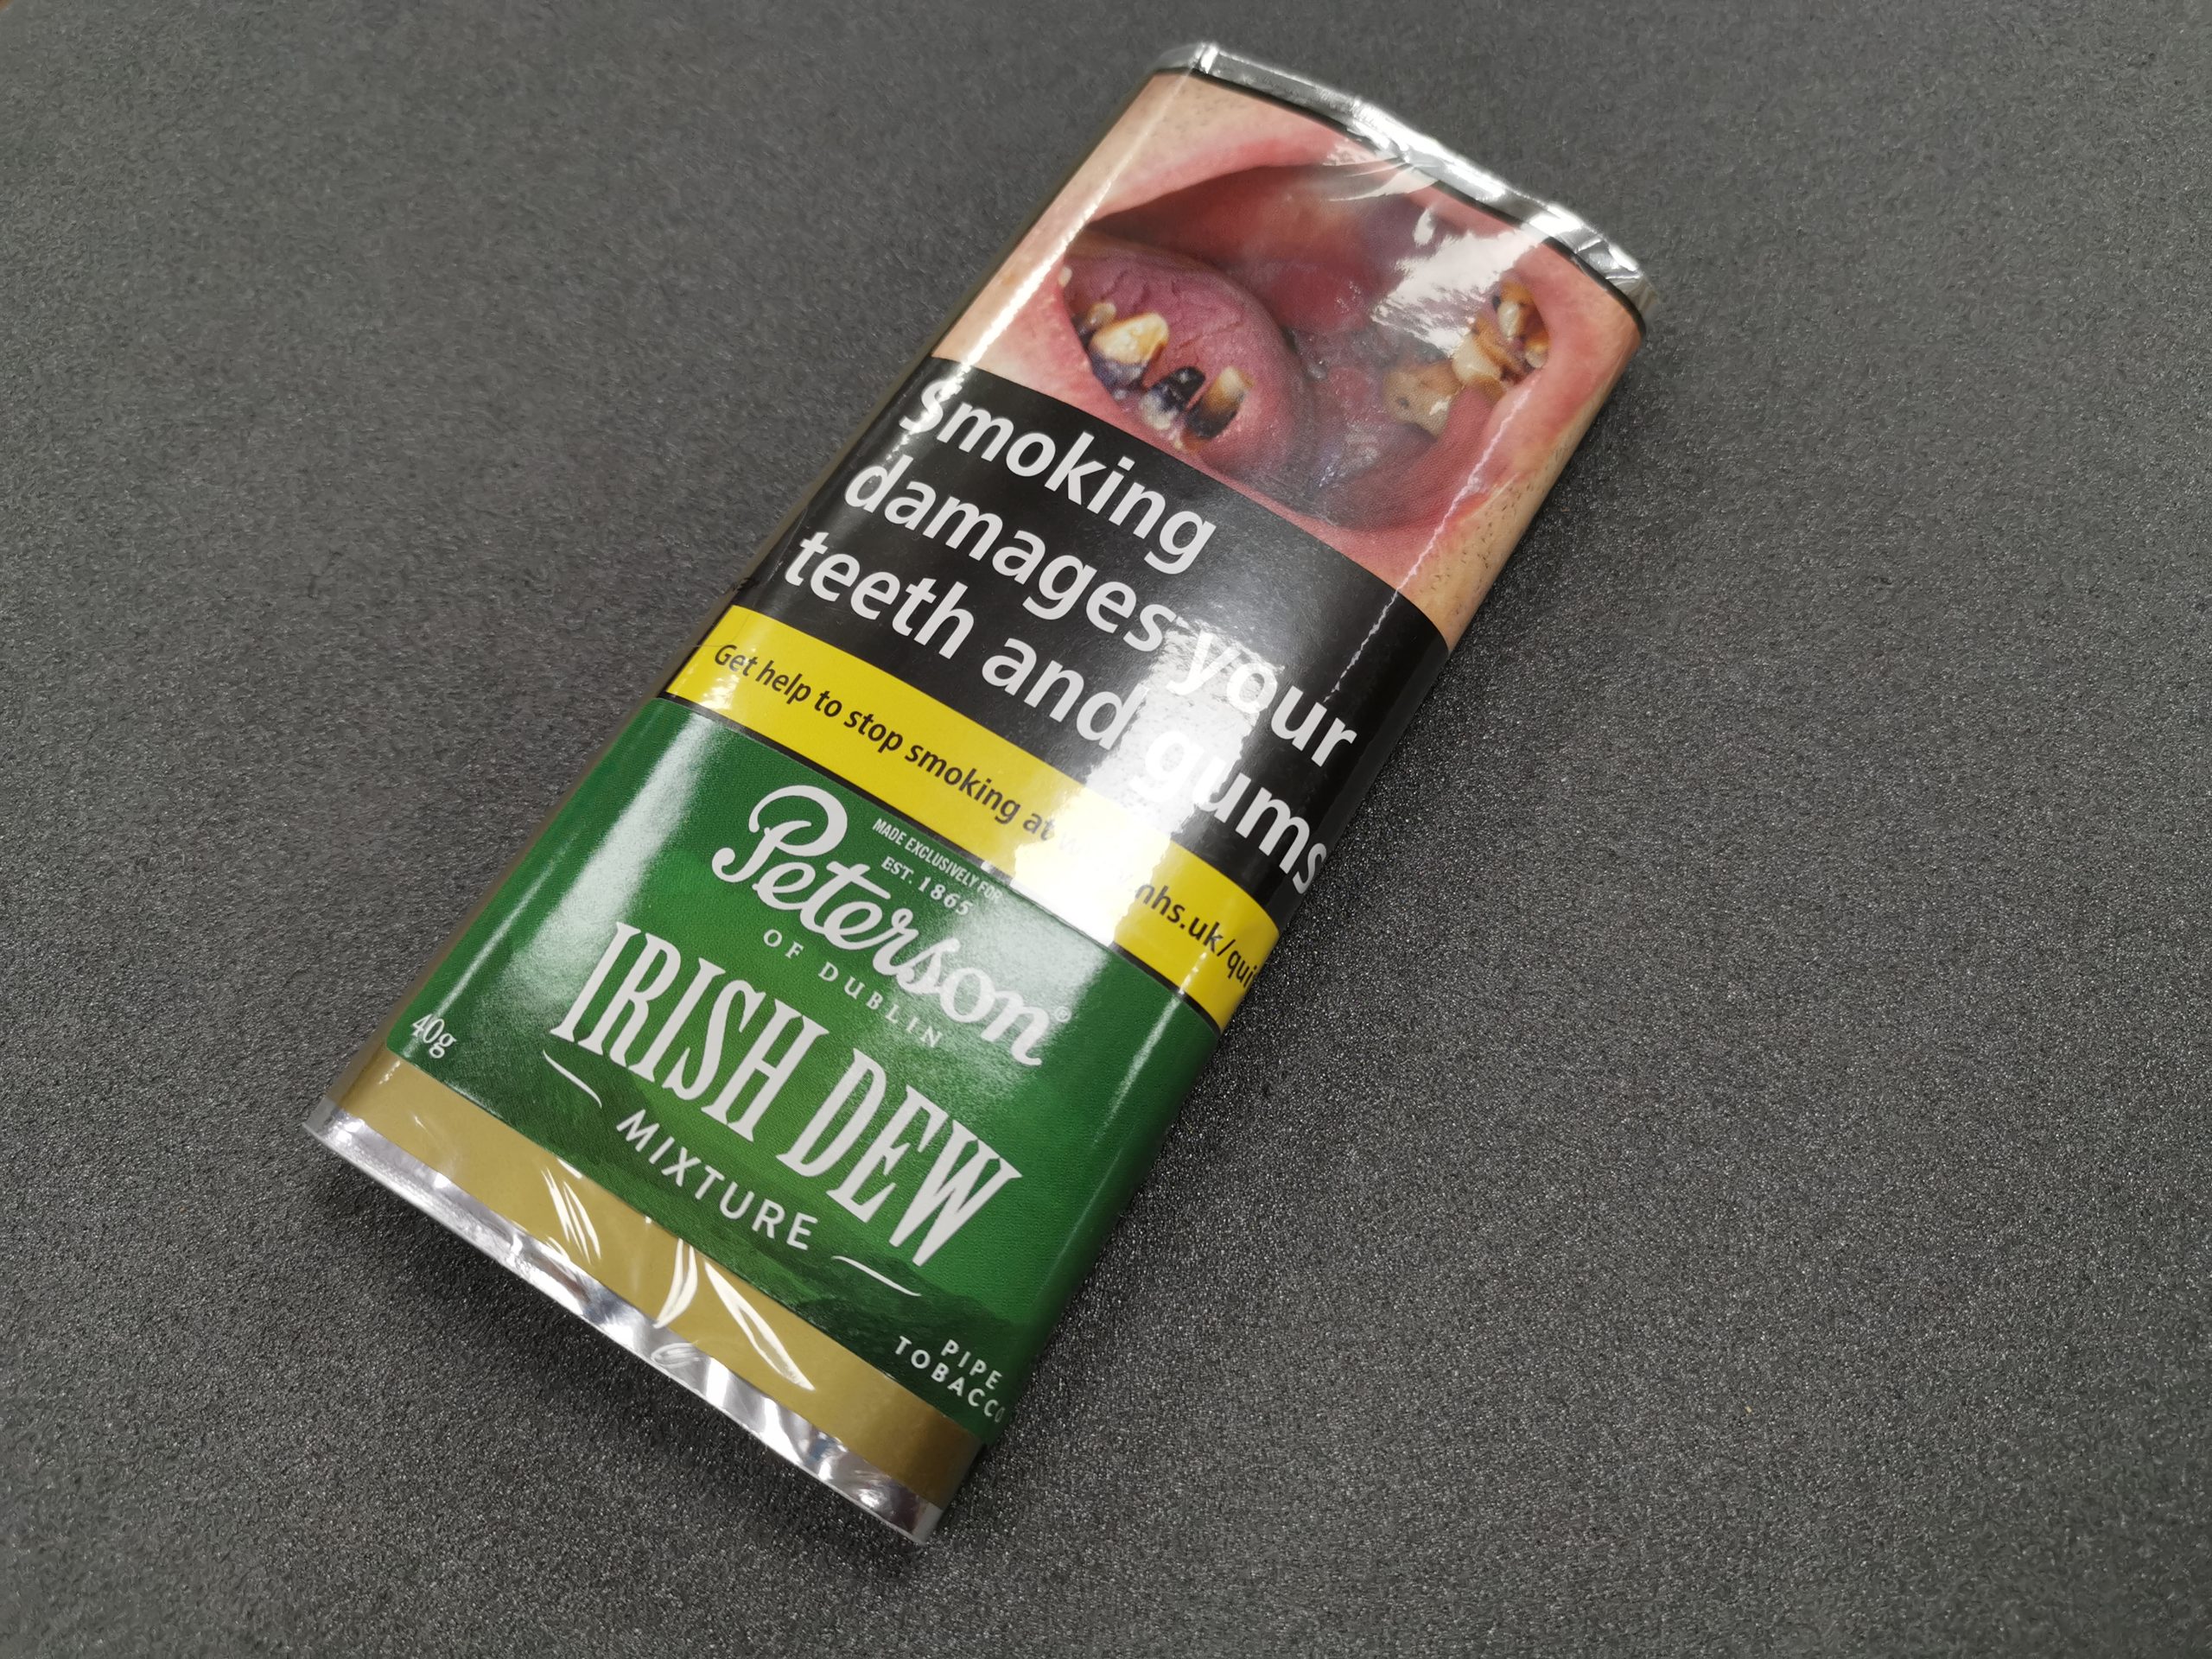 Smoking
damages your
teeth and gums
Get help to stop smoking at nhs.uk/qui
MADE EXCLUSIVELY FOR
EST. 1865
Peterson®
OF DUBLIN
IRISH DEW
MIXTURE
40g
PIPE
TOBACCO